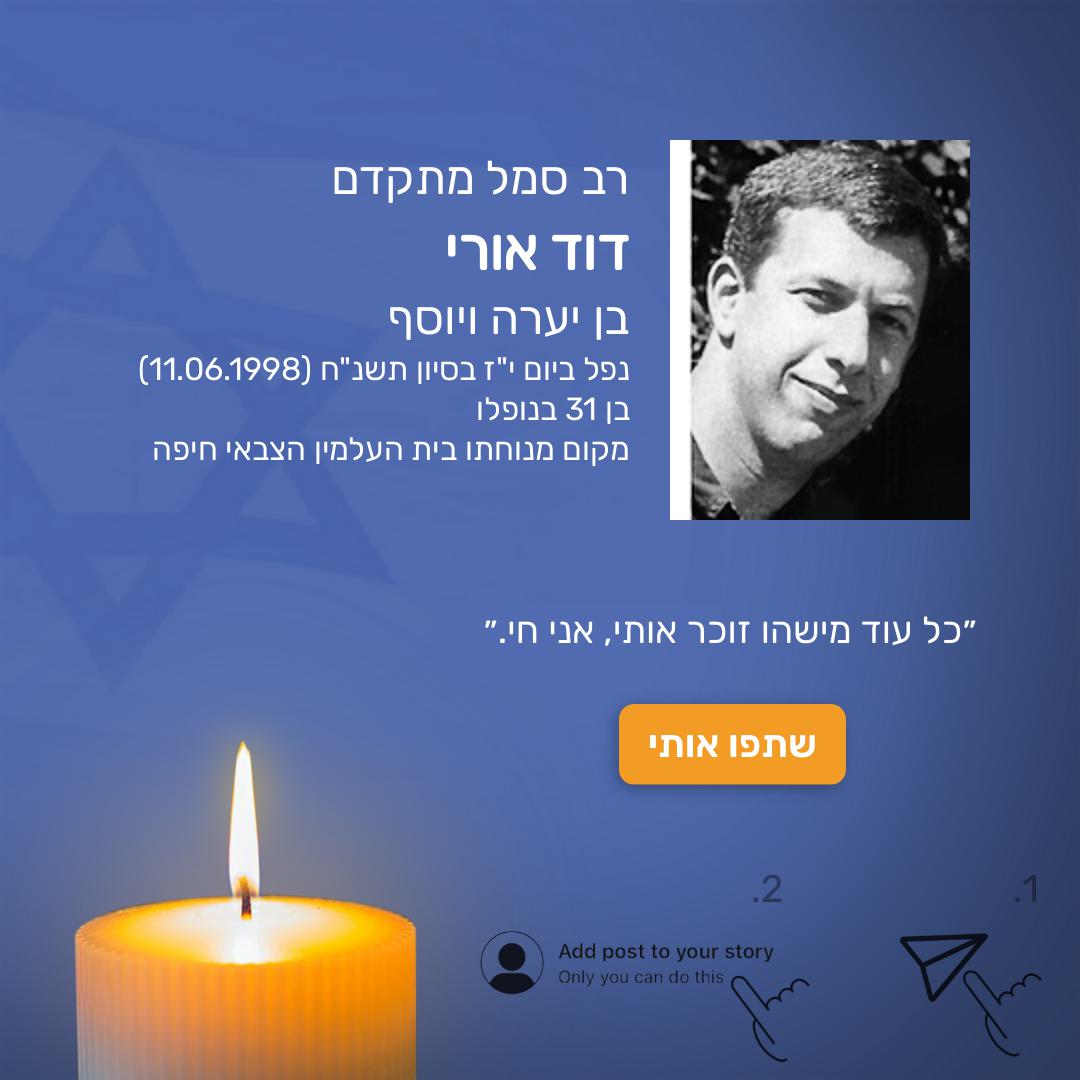 רב סמל מתקדם
דוד אורי
בן יערה ויוסף
נפל ביום י"ז בסיון תשנ"ח (11.06.1998)
בן 31 בנופלו
מקום מנוחתו בית העלמין הצבאי חיפה
״כל עוד מישהו זוכר אותי, אני חי.״
שתפו אותי
1.
2.
Add post to your story
Only you can do this